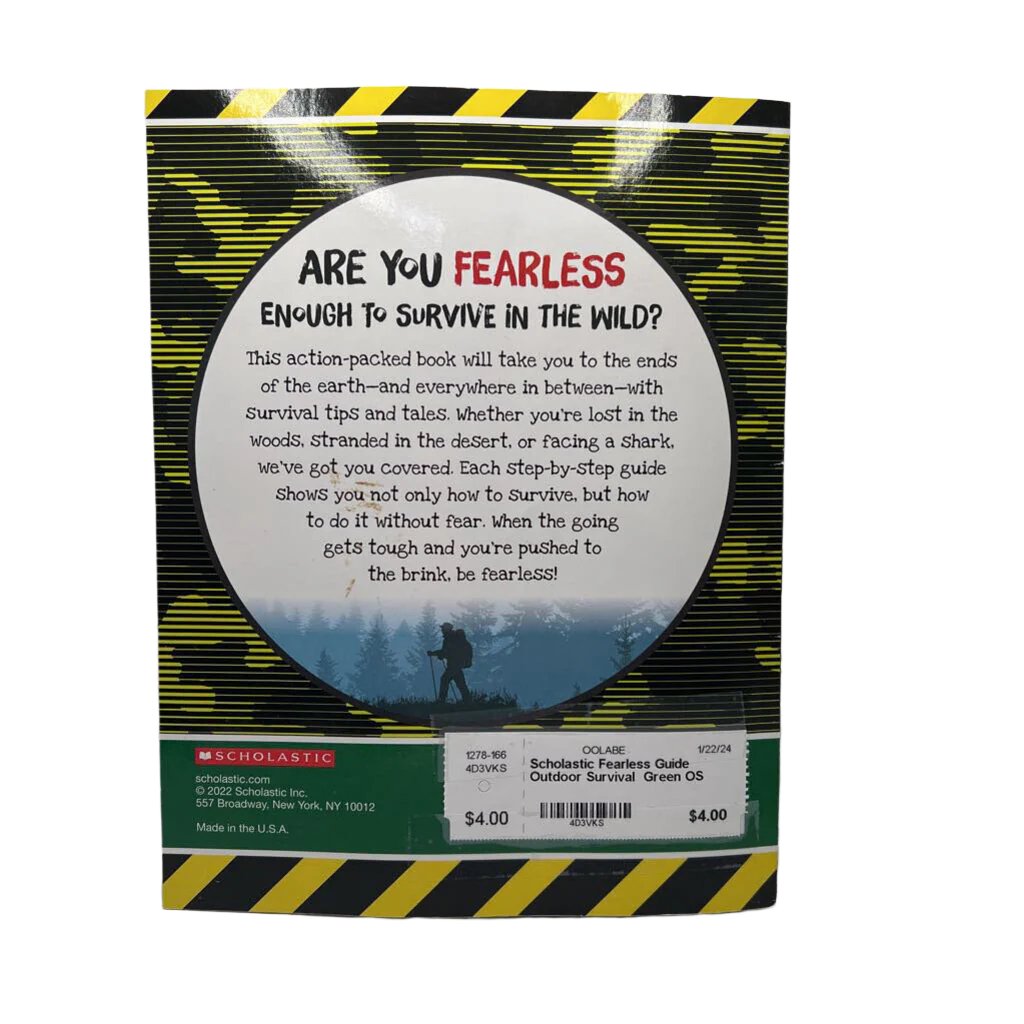 ARE YOU FEARLESS
ENOUGH TO SURVIVE IN THE WILD?
This action-packed book will take you to the ends
of the earth—and everywhere in between—with
survival tips and tales. Whether you're lost in the
woods, stranded in the desert, or facing a shark,
we've got you covered. Each step-by-step guide
shows you not only how to survive, but how
to do it without fear. When the going
gets tough and you're pushed to
the brink, be fearless!
SCHOLASTIC
scholastic.com
© 2022 Scholastic Inc.
557 Broadway, New York, NY 10012
Made in the U.S.A.
1278-166
4D3VKS
$4.00
OOLABE 1/22/24
Scholastic Fearless Guide
Outdoor Survival Green OS
4D3VKS
$4.00